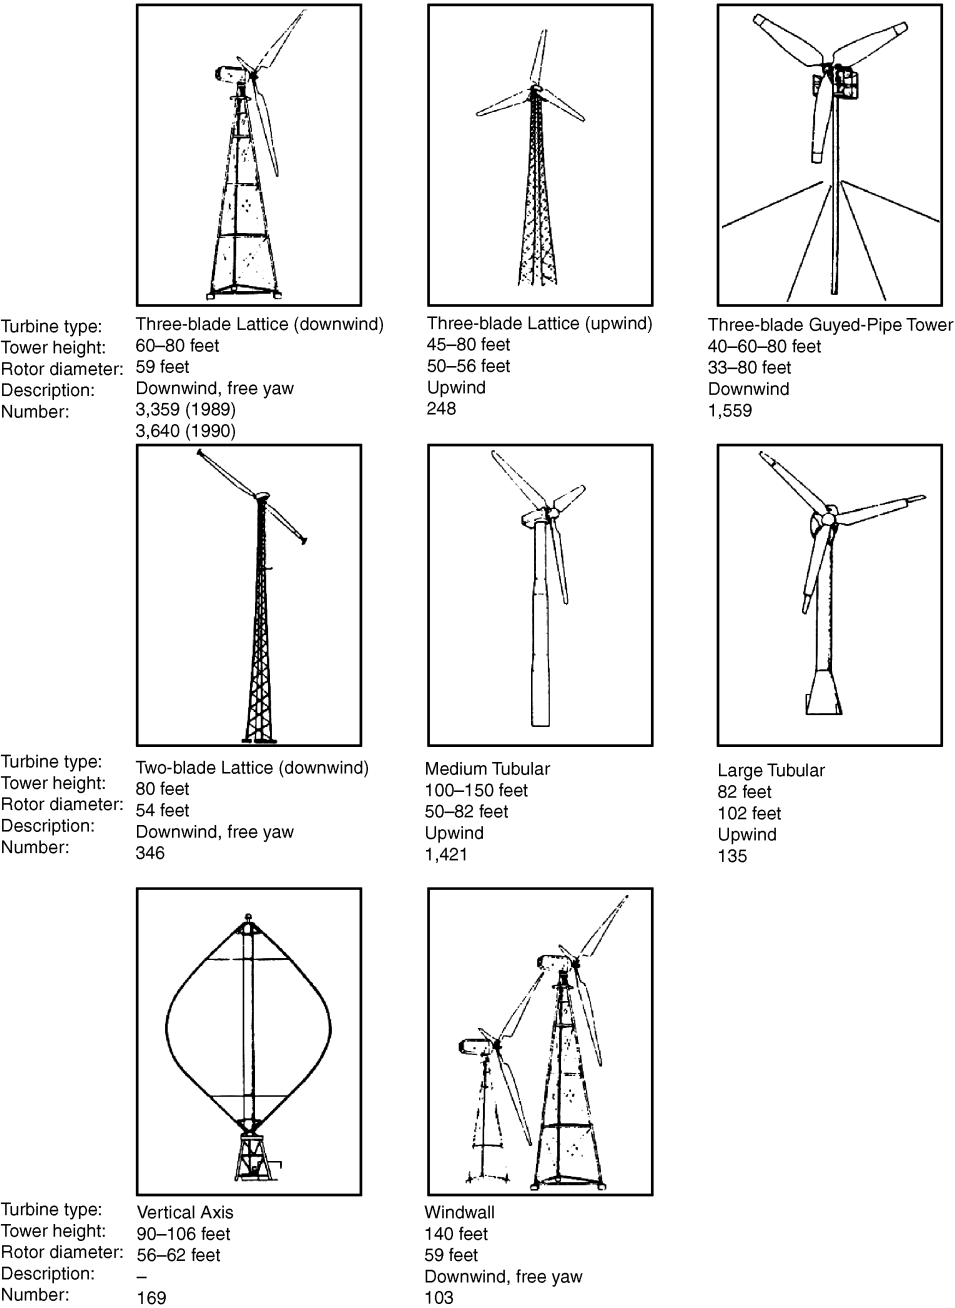 Turbine type: Three-blade Lattice (downwind) Three-blade Lattice (upwind) Three-blade Guyed-Pipe Tower
Tower height: 60–80 feet 45–80 feet 40–60–80 feet
Rotor diameter: 59 feet 50–56 feet 33–80 feet
Description: Downwind, free yaw Upwind Downwind
Number: 3,359 (1989) 248 1,559
3,640 (1990)
Turbine type: Two-blade Lattice (downwind) Medium Tubular Large Tubular
Tower height: 80 feet 100–150 feet 82 feet
Rotor diameter: 54 feet 50–82 feet 102 feet
Description: Downwind, free yaw Upwind Upwind
Number: 346 1,421 135
Turbine type: Vertical Axis Windwall
Tower height: 90–106 feet 140 feet
Rotor diameter: 56–62 feet 59 feet
Description: – Downwind, free yaw
Number: 169 103